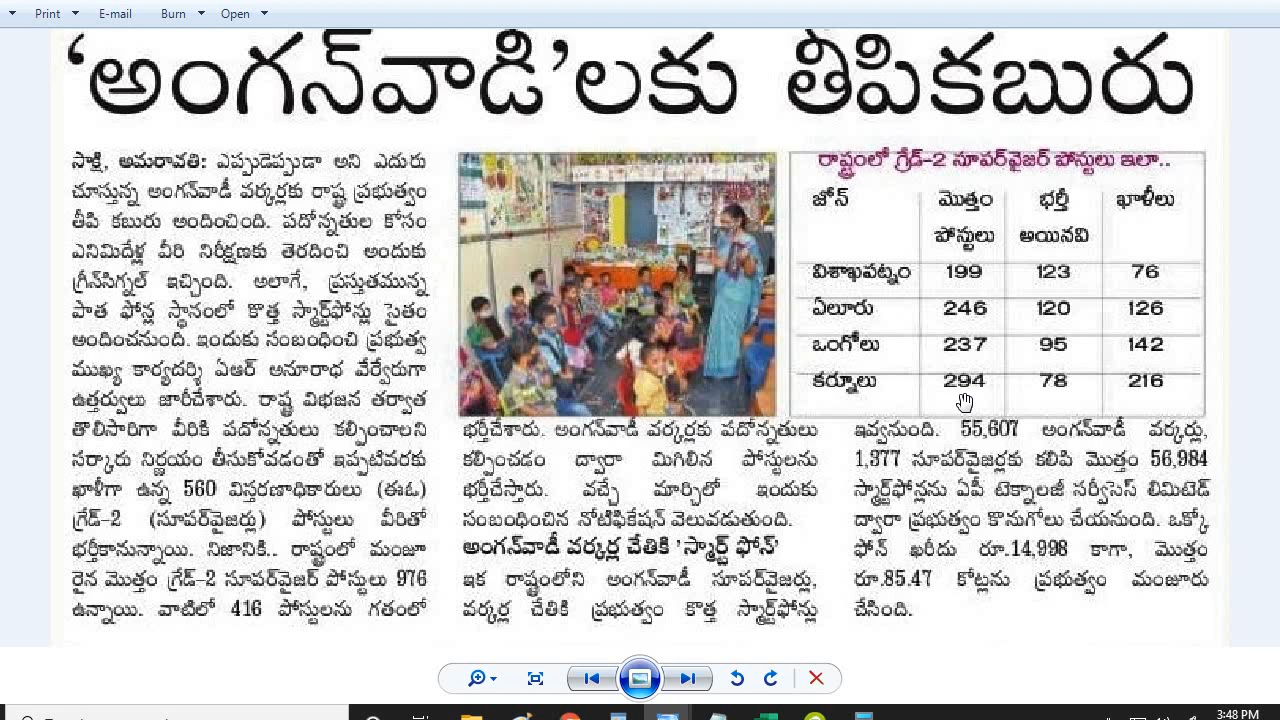 Print
E-mail
Burn
Open
‘అంగన్‌వాడి’లకు తీపికబురు
సాక్షి, అమరావతి: ఎప్పుడెప్పుడా అని ఎదురు
చూస్తున్న అంగన్‌వాడీ వర్కర్లకు రాష్ట్ర ప్రభుత్వం
తీపి కబురు అందించింది. పదోన్నతుల కోసం
ఎనిమిదేళ్ల వీరి నిరీక్షణకు తెరదించి అందుకు
గ్రీన్‌సిగ్నల్ ఇచ్చింది. అలాగే, ప్రస్తుతమున్న
పాత ఫోన్ల స్థానంలో కొత్త స్మార్ట్‌ఫోన్లు సైతం
అందించనుంది. ఇందుకు సంబంధించి ప్రభుత్వ
ముఖ్య కార్యదర్శి ఏఆర్ అనూరాధ వేర్వేరుగా
ఉత్తర్వులు జారీచేశారు. రాష్ట్ర విభజన తర్వాత
తొలిసారిగా వీరికి పదోన్నతులు కల్పించాలని
సర్కారు నిర్ణయం తీసుకోవడంతో ఇప్పటివరకు
ఖాళీగా ఉన్న 560 విస్తరణాధికారులు (ఈఓ)
గ్రేడ్–2 (సూపర్‌వైజర్లు) పోస్టులు వీరితో
భర్తీకానున్నాయి. నిజానికి.. రాష్ట్రంలో మంజూ
రైన మొత్తం గ్రేడ్–2 సూపర్‌వైజర్ పోస్టులు 976
ఉన్నాయి. వాటిలో 416 పోస్టులను గతంలో
భర్తీచేశారు. అంగన్‌వాడీ వర్కర్లకు పదోన్నతులు
కల్పించడం ద్వారా మిగిలిన పోస్టులను
భర్తీచేస్తారు. వచ్చే మార్చిలో ఇందుకు
సంబంధించిన నోటిఫికేషన్ వెలువడుతుంది.
అంగన్‌వాడీ వర్కర్ల చేతికి 'స్మార్ట్ ఫోన్'
ఇక రాష్ట్రంలోని అంగన్‌వాడీ సూపర్‌వైజర్లు,
వర్కర్ల చేతికి ప్రభుత్వం కొత్త స్మార్ట్‌ఫోన్లు
రాష్ట్రంలో గ్రేడ్–2 సూపర్‌వైజర్ పోస్టులు ఇలా..
జోన్ మొత్తం భర్తీ ఖాళీలు
పోస్టులు అయినవి
విశాఖపట్నం 199 123 76
ఏలూరు 246 120 126
ఒంగోలు 237 95 142
కర్నూలు 294 78 216
ఇవ్వనుంది. 55,607 అంగన్‌వాడీ వర్కర్లు,
1,377 సూపర్‌వైజర్లకు కలిపి మొత్తం 56,984
స్మార్ట్‌ఫోన్లను ఏపీ టెక్నాలజీ సర్వీసెస్ లిమిటెడ్
ద్వారా ప్రభుత్వం కొనుగోలు చేయనుంది. ఒక్కో
ఫోన్ ఖరీదు రూ.14,998 కాగా, మొత్తం
రూ.85.47 కోట్లను ప్రభుత్వం మంజూరు
చేసింది.
3:48 PM